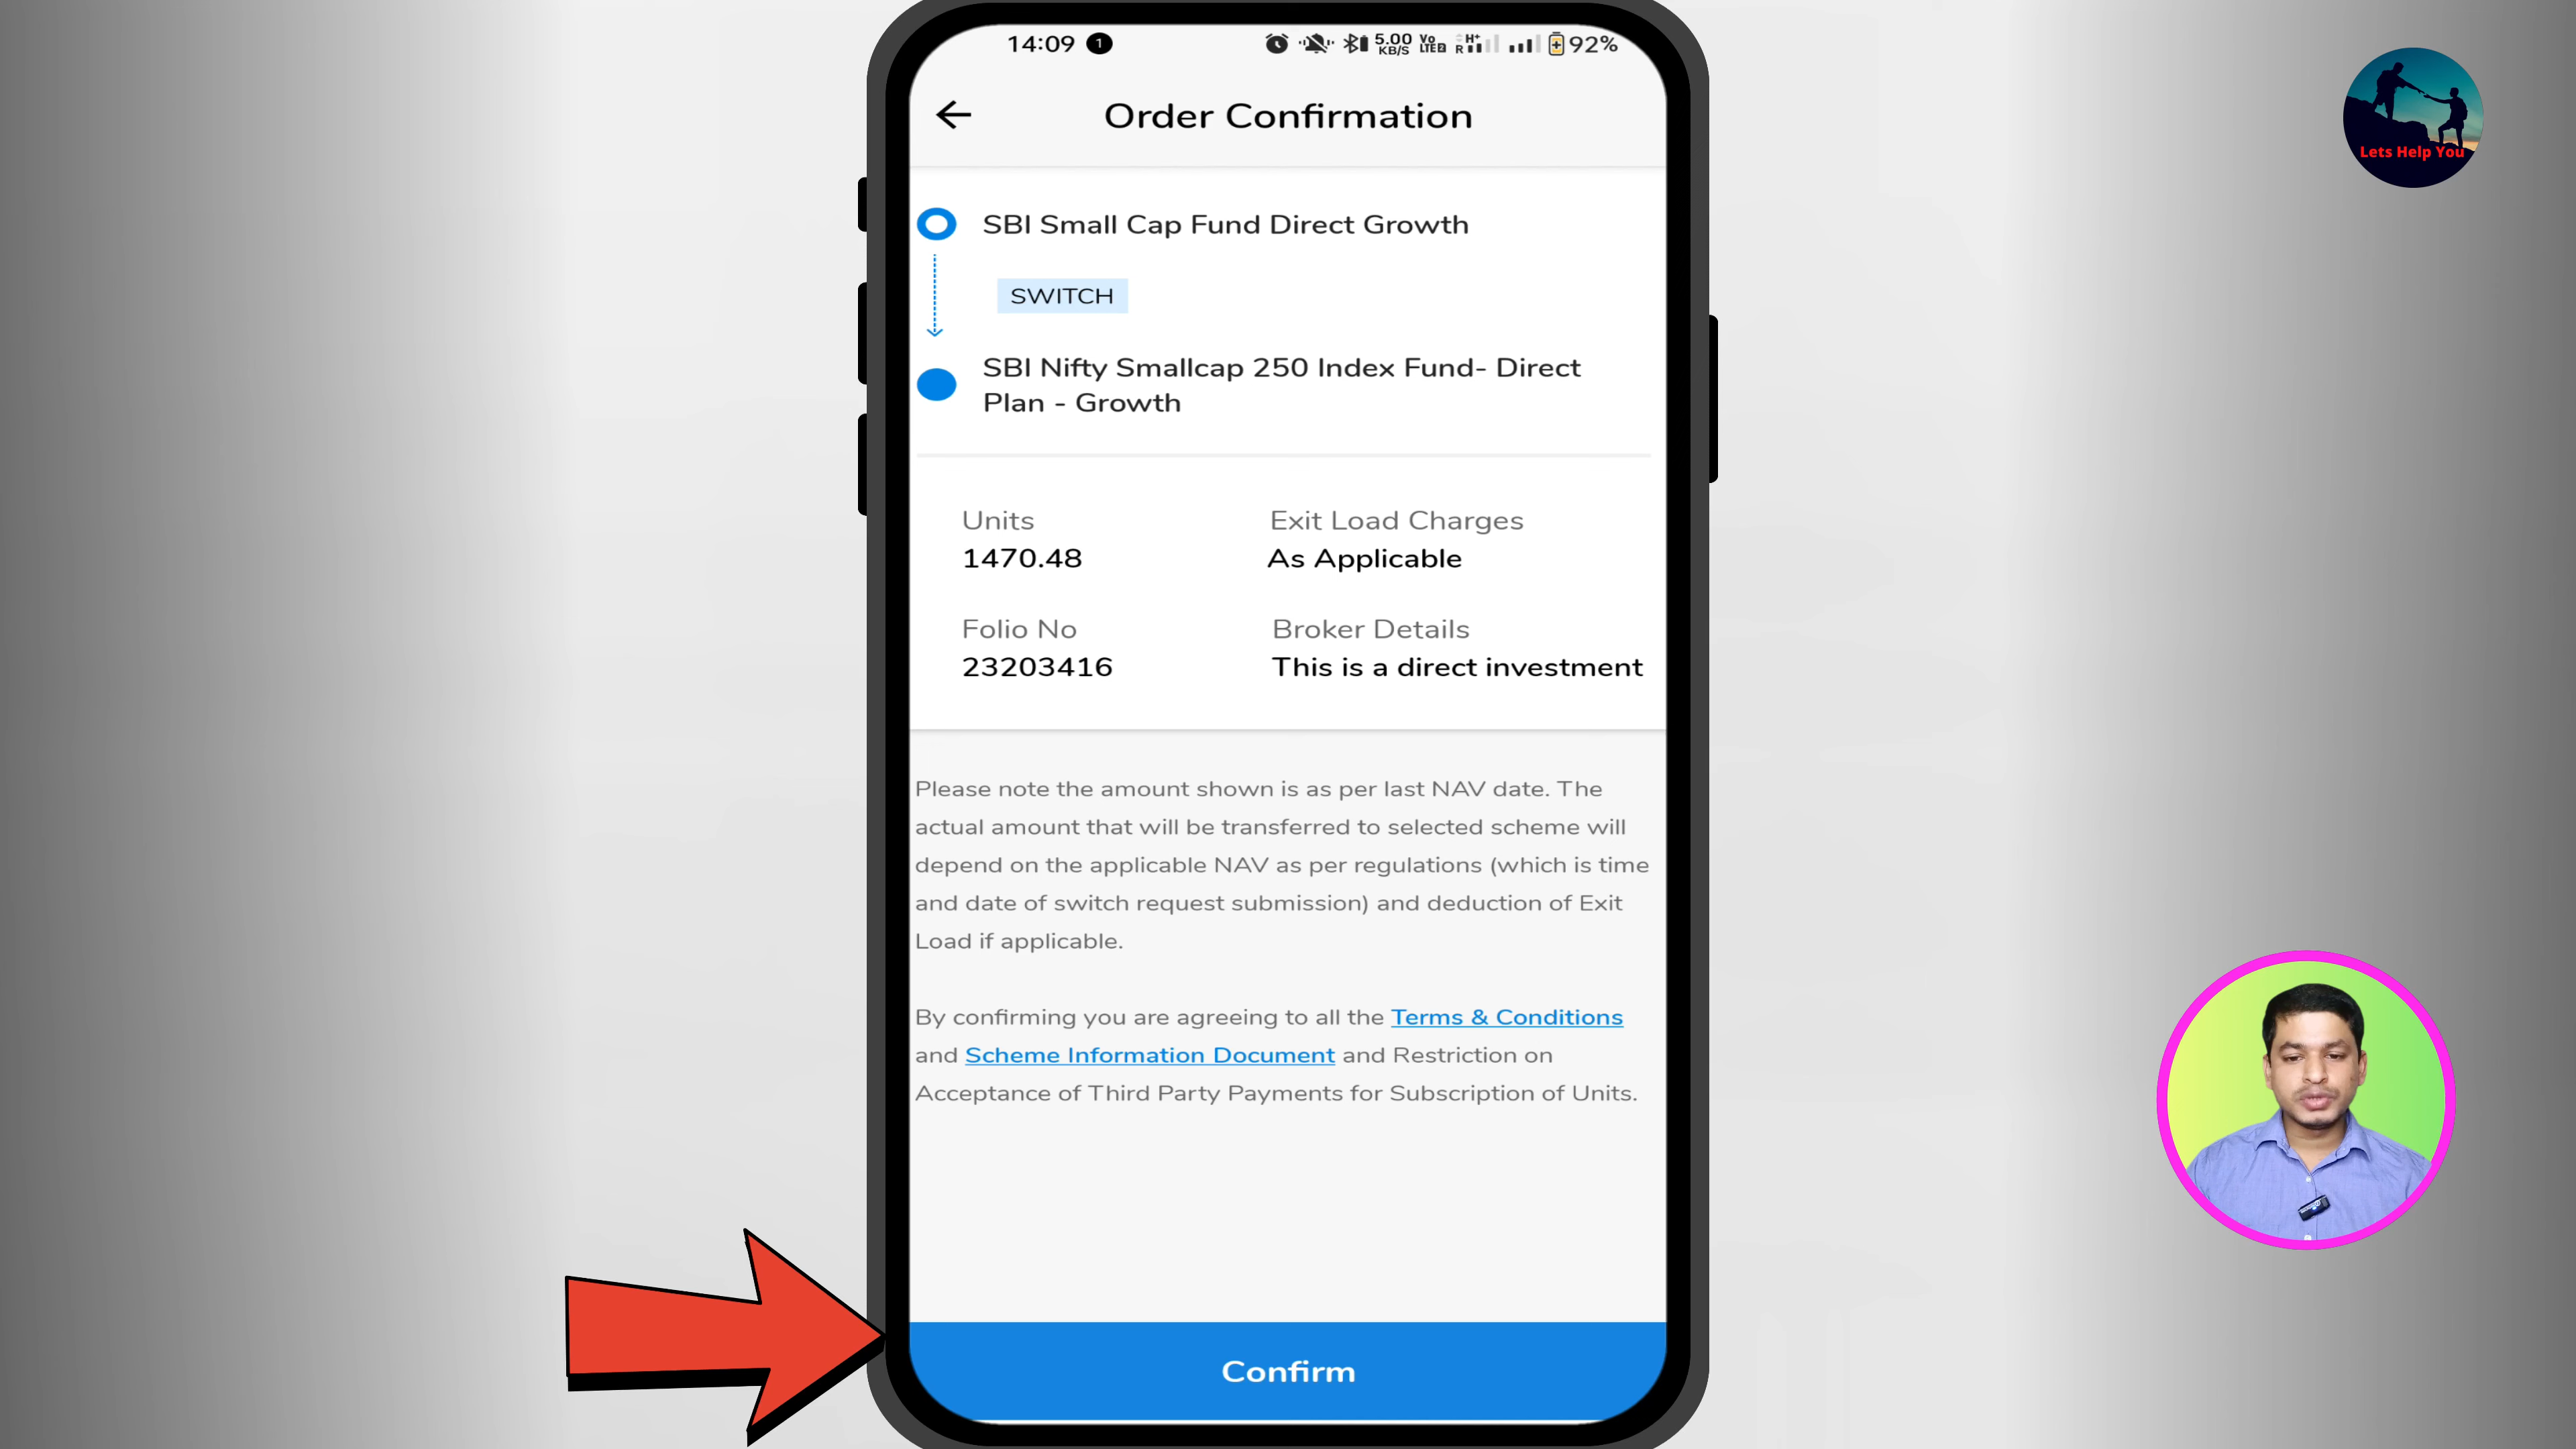 14:09 1 5.00 KB/S Vo LTE2 R H+ 92%
Lets Help You
Order Confirmation
SBI Small Cap Fund Direct Growth
SWITCH
SBI Nifty Smallcap 250 Index Fund- Direct
Plan - Growth
Units Exit Load Charges
1470.48 As Applicable
Folio No Broker Details
23203416 This is a direct investment
Please note the amount shown is as per last NAV date. The
actual amount that will be transferred to selected scheme will
depend on the applicable NAV as per regulations (which is time
and date of switch request submission) and deduction of Exit
Load if applicable.
By confirming you are agreeing to all the Terms & Conditions
and Scheme Information Document and Restriction on
Acceptance of Third Party Payments for Subscription of Units.
Confirm